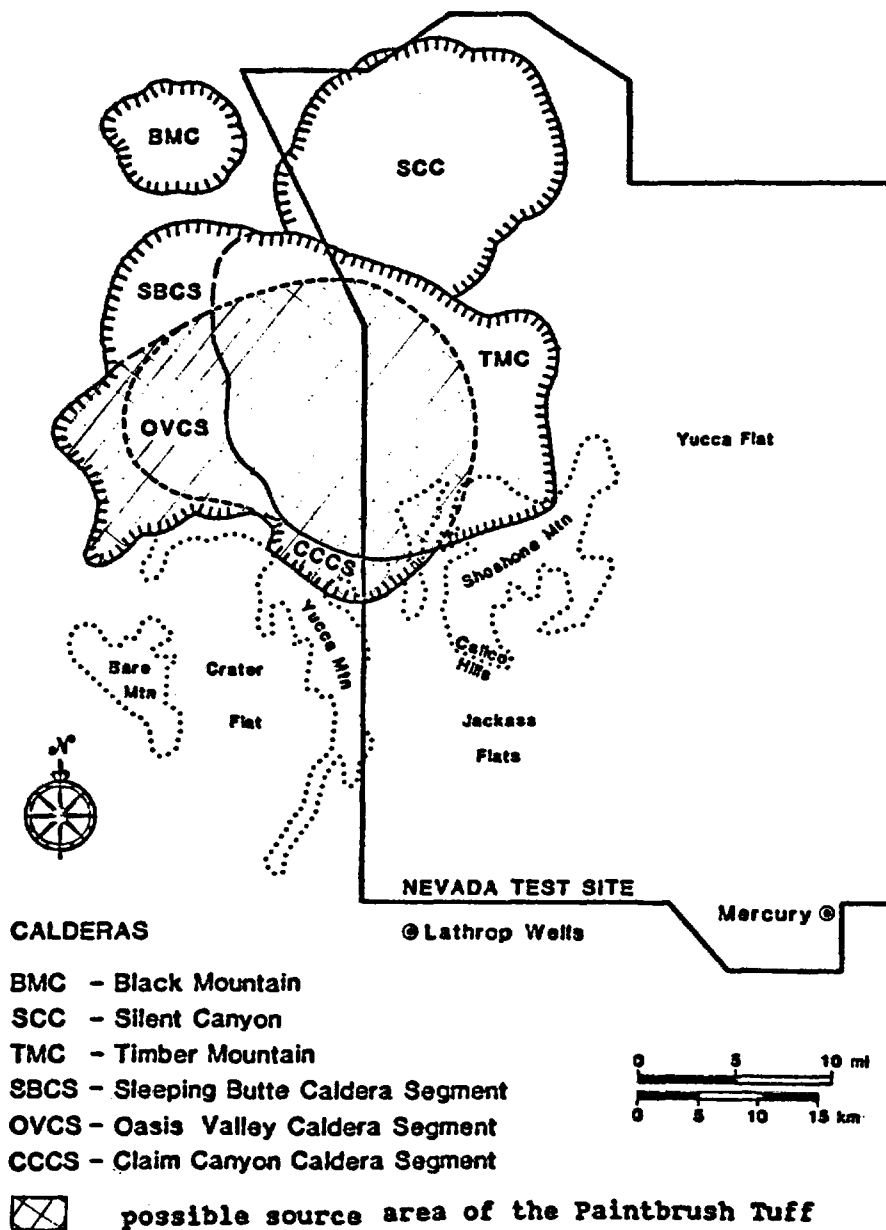 BMC
SCC
SBCS
TMC
OVCS
Yucca Flat
CCCS
Shoshone Mtn
Yucca Mtn
Calico
Hills
Bare
Mtn
Crater
Flat
Jackass
Flats
N
NEVADA TEST SITE
Mercury
Lathrop Wells
CALDERAS
BMC - Black Mountain
SCC - Silent Canyon
TMC - Timber Mountain
SBCS - Sleeping Butte Caldera Segment
OVCS - Oasis Valley Caldera Segment
CCCS - Claim Canyon Caldera Segment
0 5 10 mi
0 5 10 15 km
possible source area of the Paintbrush Tuff